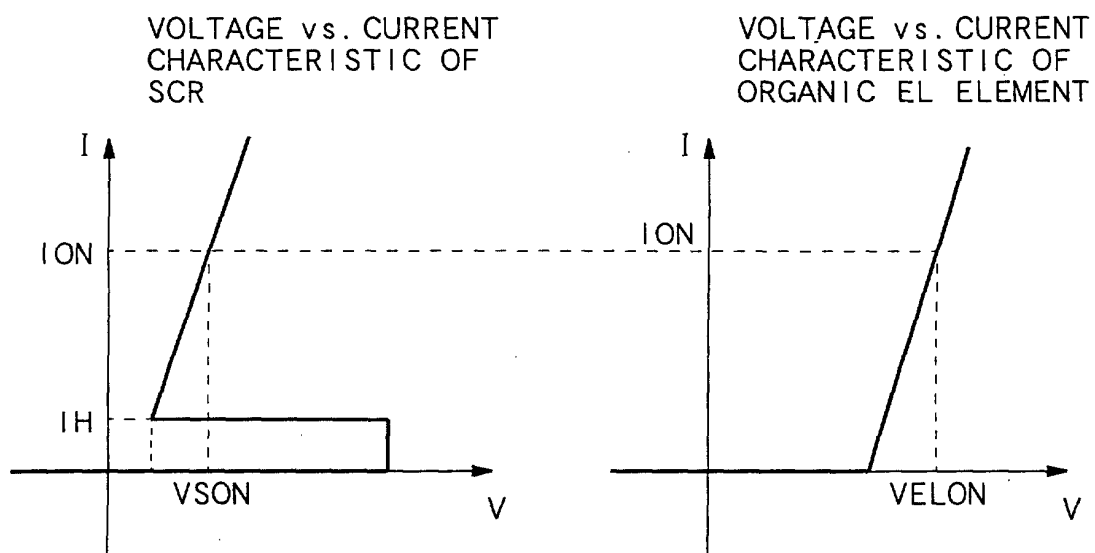 VOLTAGE vs. CURRENT
CHARACTERISTIC OF
SCR
VOLTAGE vs. CURRENT
CHARACTERISTIC OF
ORGANIC EL ELEMENT
I
ION
IH
VSON
V
I
ION
VELON
V